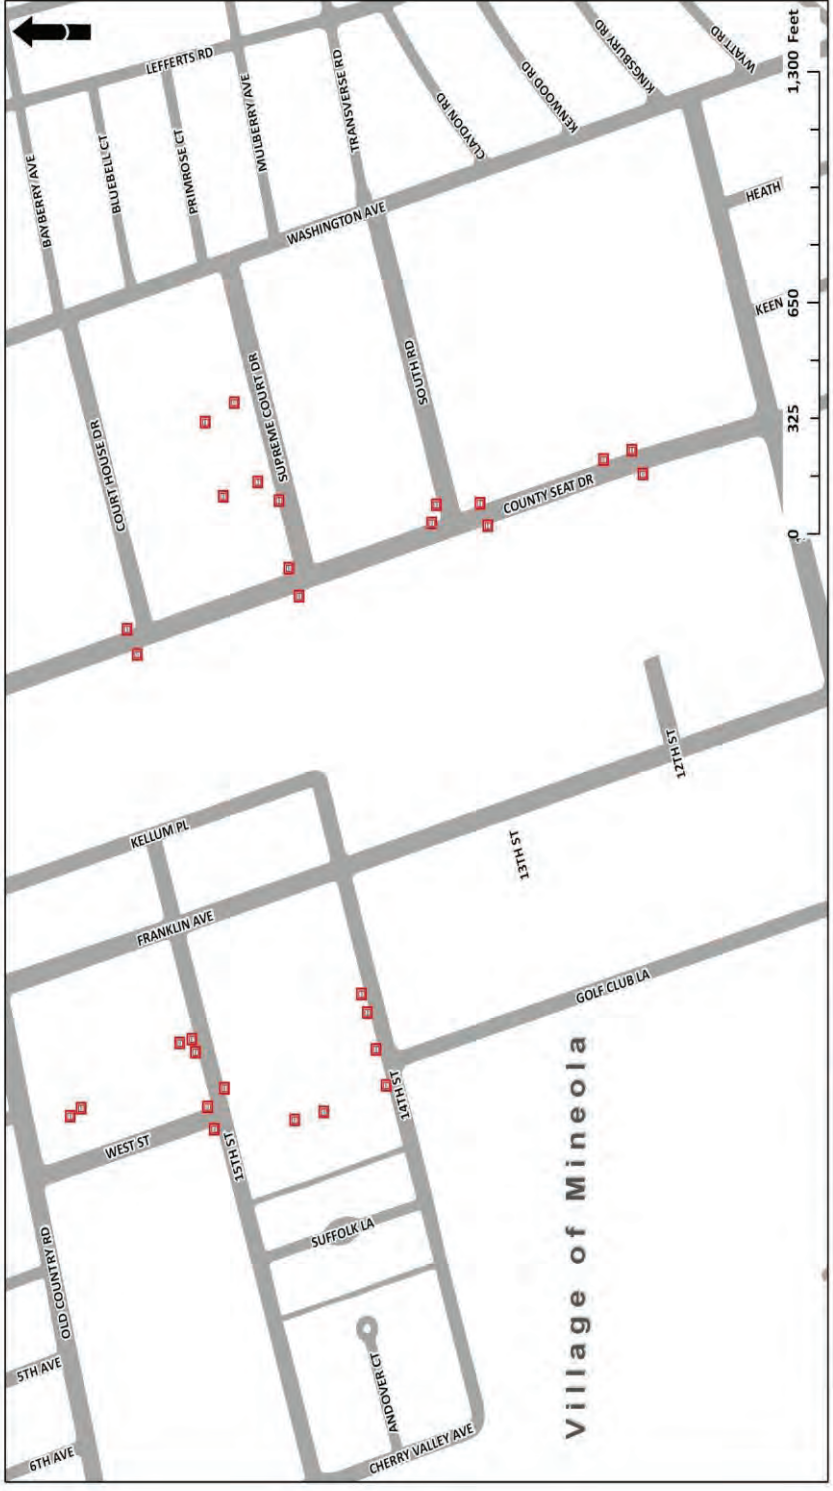 LEFFERTS RD
BAYBERRY AVE
BLUEBELL CT
PRIMROSE CT
MULBERRY AVE
TRANSVERSE RD
CLAYDON RD
KENWOOD RD
KINGSBURY RD
WYATT RD
WASHINGTON AVE
HEATH
KEEN
COURT HOUSE DR
SUPREME COURT DR
SOUTH RD
COUNTY SEAT DR
1,300 Feet
650
325
0
KELLUM PL
FRANKLIN AVE
12TH ST
13TH ST
GOLF CLUB LA
14TH ST
15TH ST
WEST ST
OLD COUNTRY RD
SUFFOLK LA
ANDOVER CT
CHERRY VALLEY AVE
5TH AVE
6TH AVE
Village of Mineola